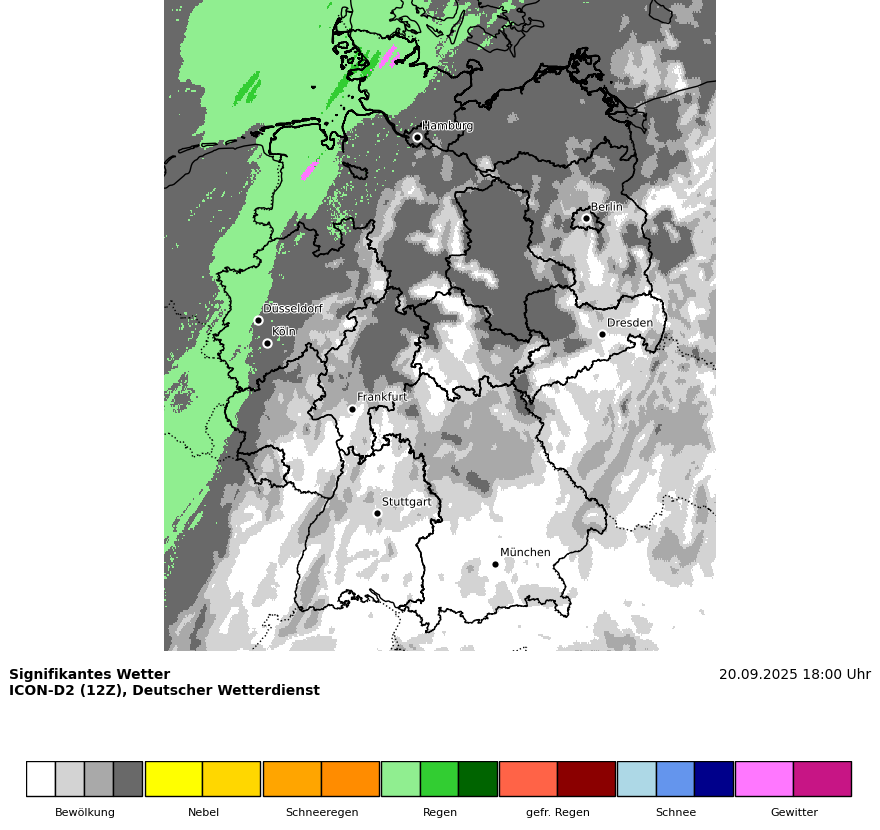 Hamburg
Berlin
Düsseldorf
Köln
Dresden
Frankfurt
Stuttgart
München
Signifikantes Wetter
20.09.2025 18:00 Uhr
ICON-D2 (12Z), Deutscher Wetterdienst
Bewölkung
Nebel
Schneeregen
Regen
gefr. Regen
Schnee
Gewitter